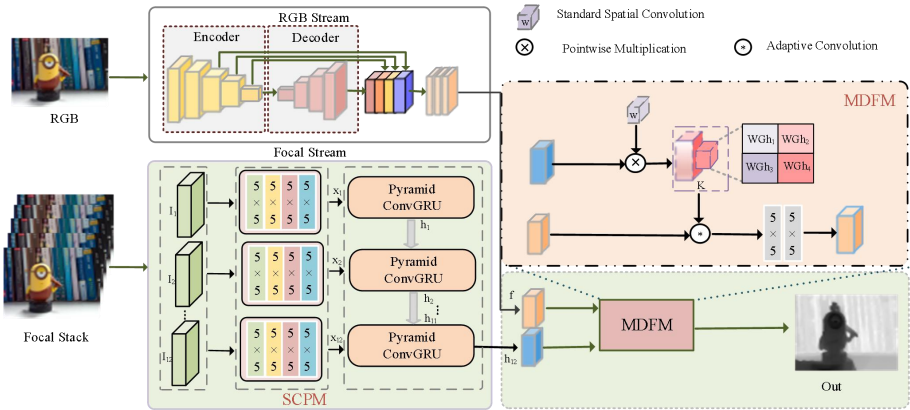 RGB Stream
Encoder
Decoder
RGB
Focal Stream
I1
I2
I12
5 × 5
5 × 5
5 × 5
5 × 5
5 × 5
5 × 5
5 × 5
5 × 5
5 × 5
5 × 5
5 × 5
5 × 5
x1
x2
x12
Pyramid
ConvGRU
h1
Pyramid
ConvGRU
h2
h11
Pyramid
ConvGRU
SCPM
Focal Stack
w
Standard Spatial Convolution
Pointwise Multiplication
Adaptive Convolution
MDFM
w
K
WGh1
WGh2
WGh3
WGh4
5 × 5
5 × 5
f
h12
MDFM
Out